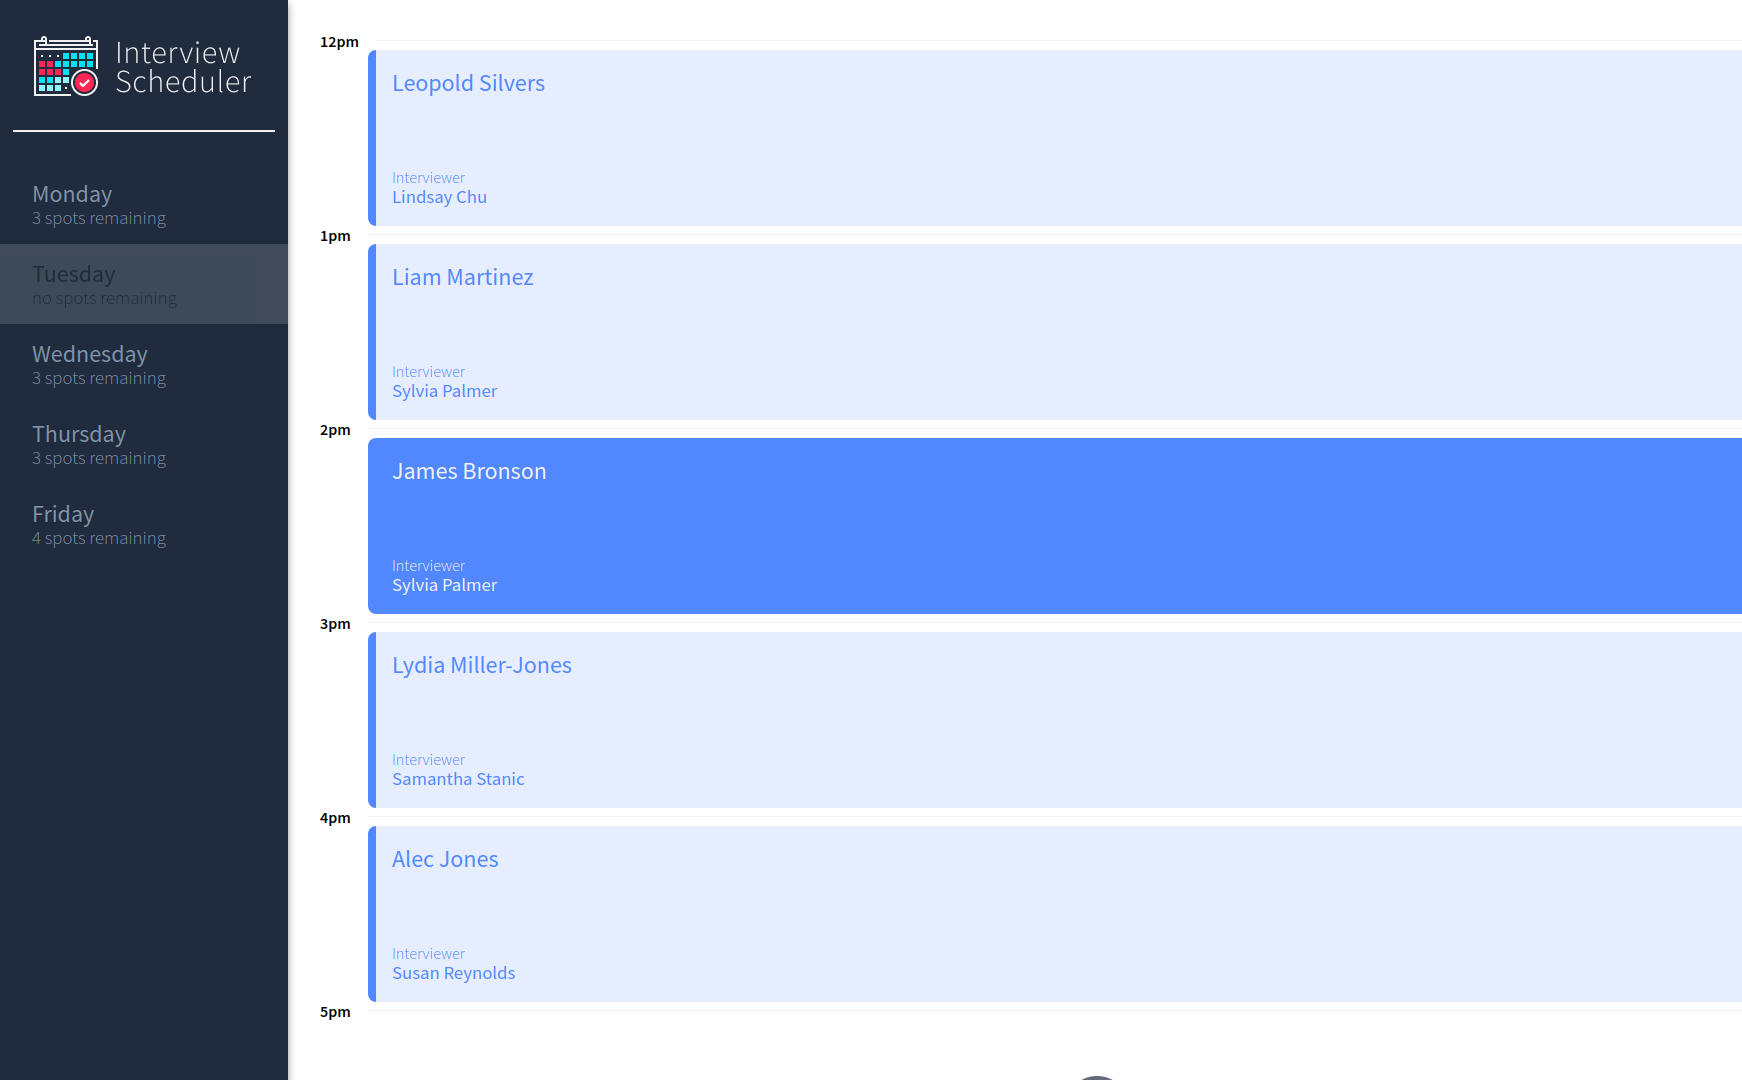 Interview
Scheduler
Monday
3 spots remaining
Tuesday
no spots remaining
Wednesday
3 spots remaining
Thursday
3 spots remaining
Friday
4 spots remaining
12pm
Leopold Silvers
Interviewer
Lindsay Chu
1pm
Liam Martinez
Interviewer
Sylvia Palmer
2pm
James Bronson
Interviewer
Sylvia Palmer
3pm
Lydia Miller-Jones
Interviewer
Samantha Stanic
4pm
Alec Jones
Interviewer
Susan Reynolds
5pm